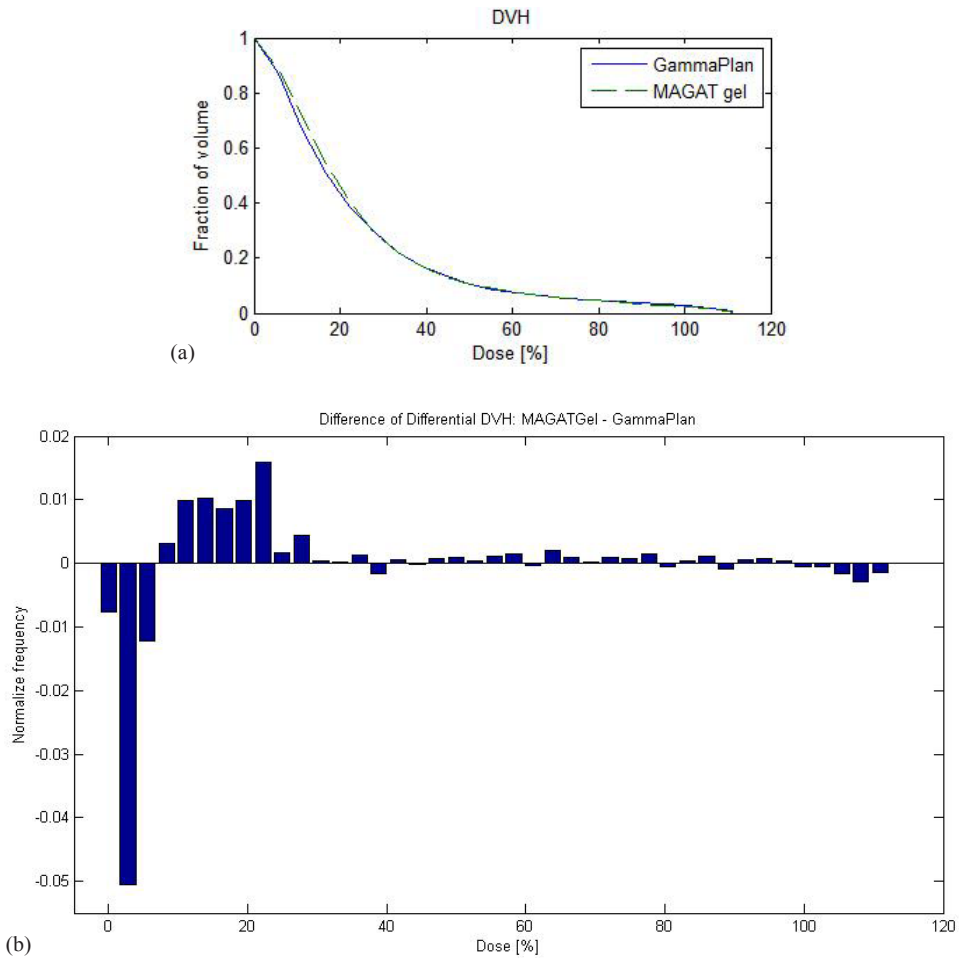 DVH
GammaPlan
MAGAT gel
1
0.8
0.6
0.4
0.2
0
Fraction of volume
0 20 40 60 80 100 120
Dose [%]
(a)
Difference of Differential DVH: MAGATGel - GammaPlan
0.02
0.01
0
-0.01
-0.02
-0.03
-0.04
-0.05
Normalize frequency
0 20 40 60 80 100 120
Dose [%]
(b)